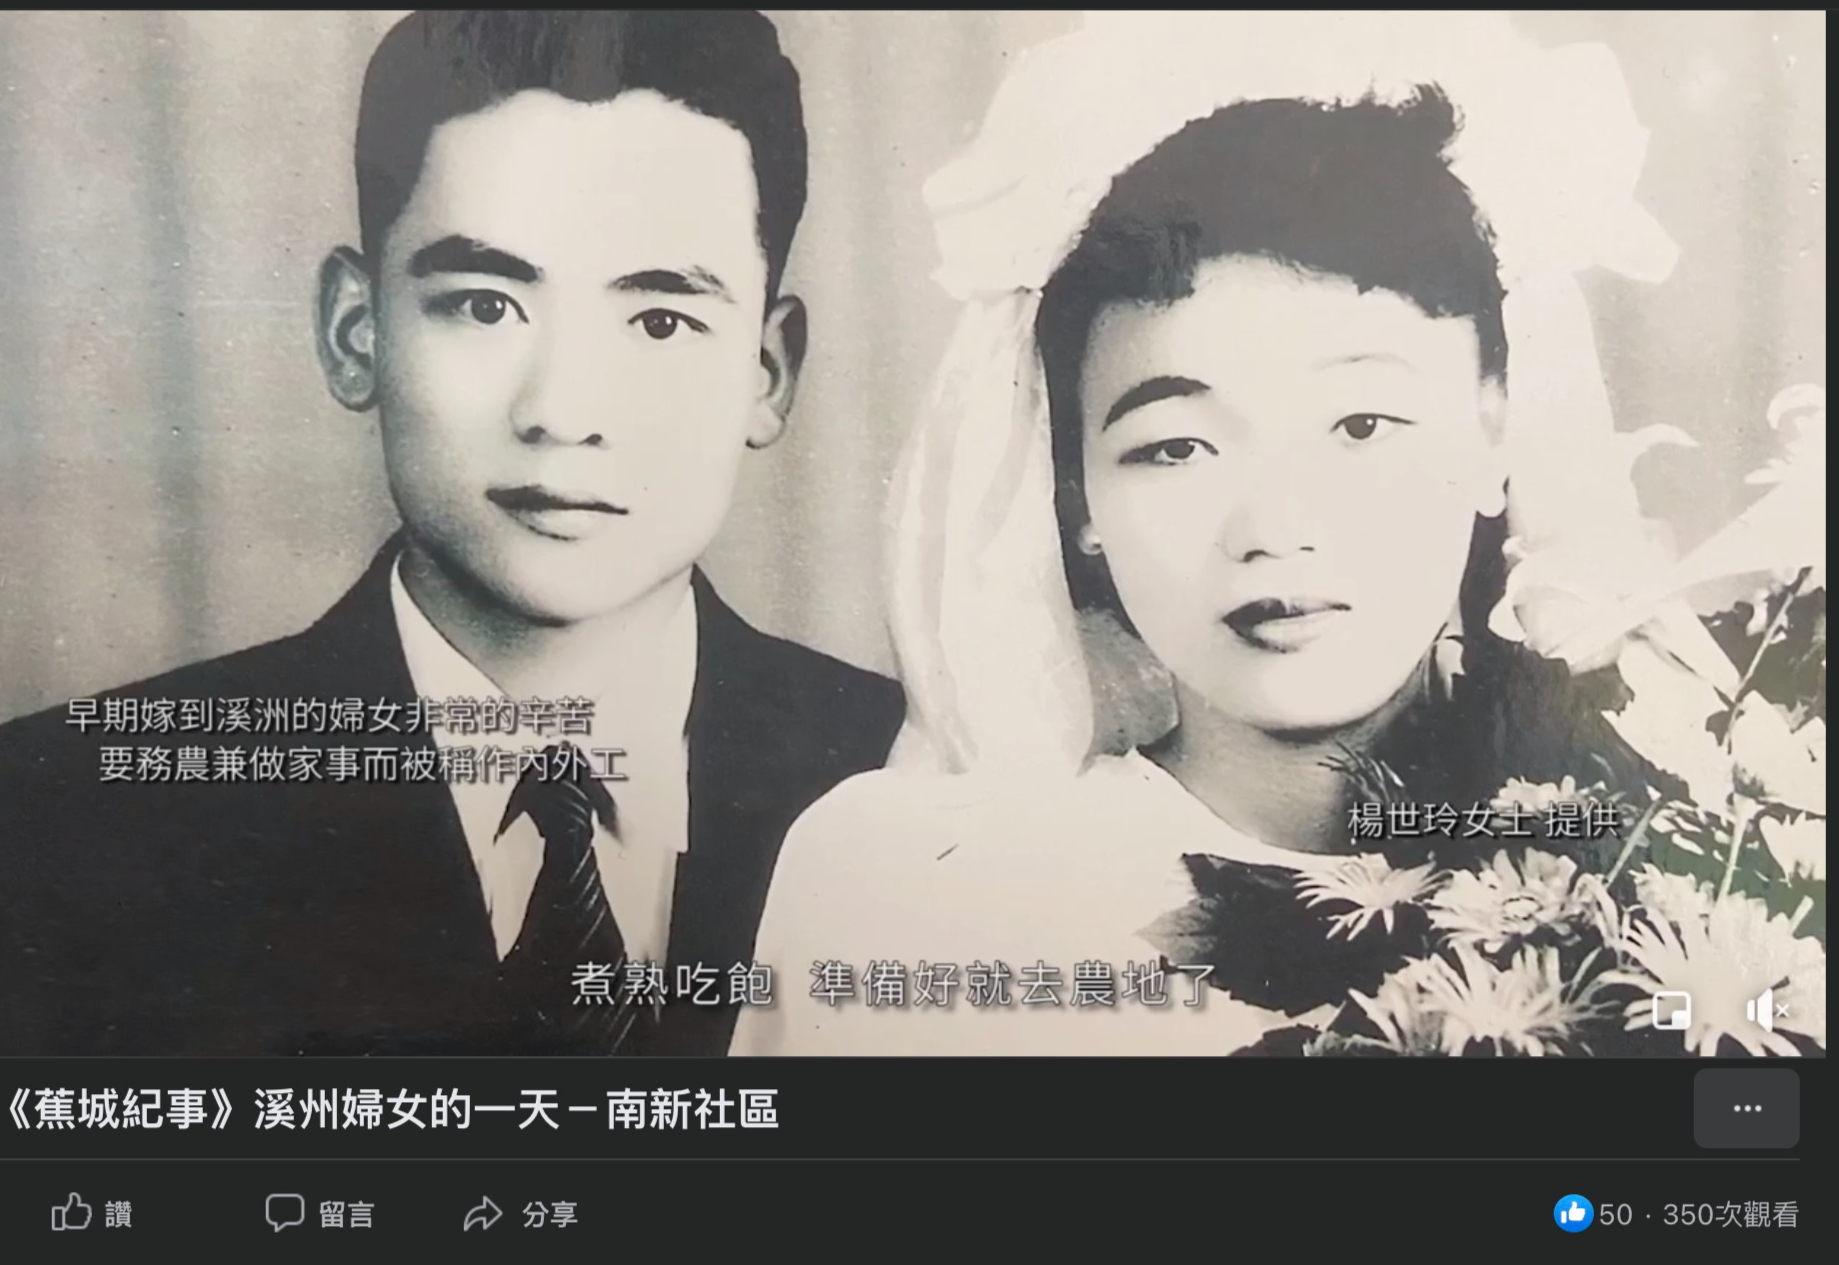 早期嫁到溪洲的婦女非常的辛苦
要務農兼做家事而被稱作內外工
楊世玲女士 提供
煮熟吃飽 準備好就去農地了
《蕉城紀事》溪州婦女的一天－南新社區
讚 留言 分享 50 · 350次觀看